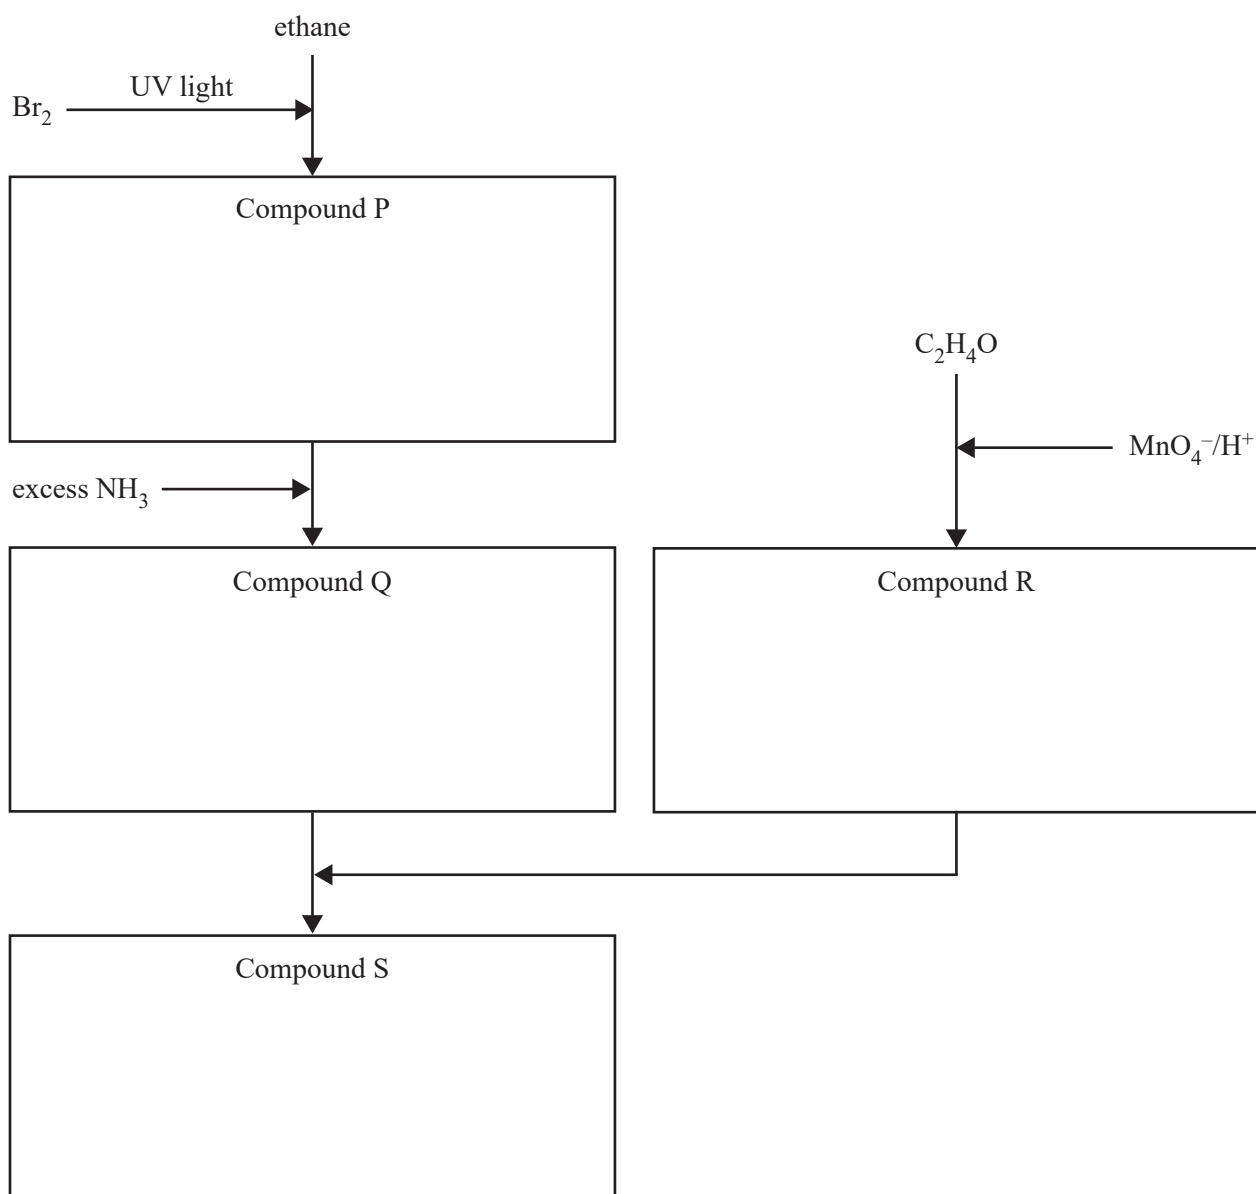 ethane
UV light
Br₂
Compound P
C₂H₄O
MnO₄⁻/H⁺
excess NH₃
Compound Q
Compound R
Compound S